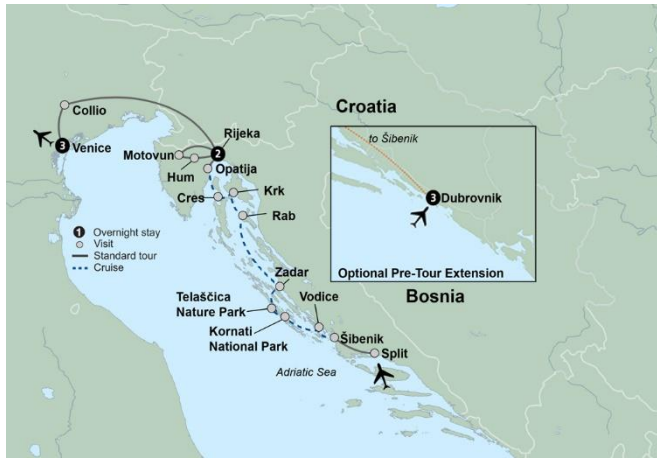 Collio
3
Venice
Motovun
Hum
2
Rijeka
Opatija
Cres
Krk
Rab
Croatia
to Šibenik
3
Dubrovnik
Optional Pre-Tour Extension
Bosnia
1 Overnight stay
Visit
Standard tour
Cruise
Zadar
Telaščica
Nature Park
Vodice
Kornati
National Park
Šibenik
Split
Adriatic Sea